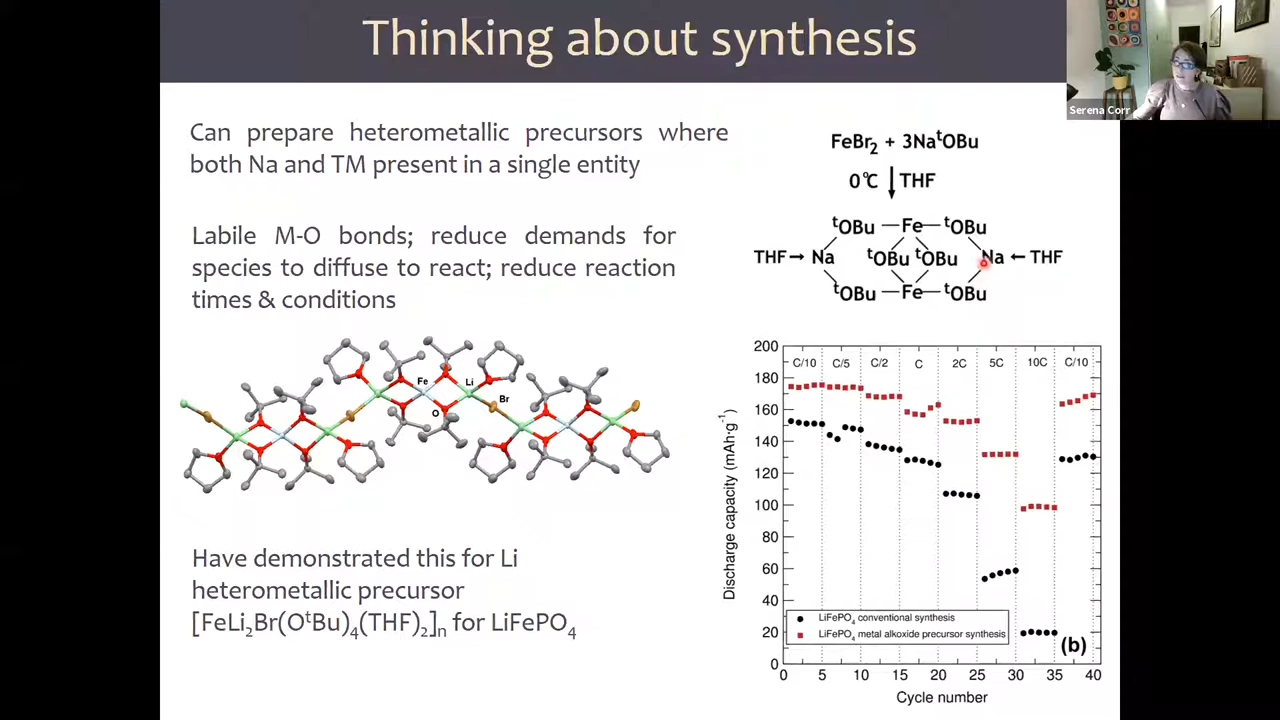 Thinking about synthesis
Serena Corr
Can prepare heterometallic precursors where
both Na and TM present in a single entity
Labile M-O bonds; reduce demands for
species to diffuse to react; reduce reaction
times & conditions
FeBr₂ + 3NaᵗOBu
0°C THF
ᵗOBu —Fe— ᵗOBu
THF→ Na ᵗOBu ᵗOBu Na ←THF
ᵗOBu —Fe— ᵗOBu
Fe
Li
O
Br
Have demonstrated this for Li
heterometallic precursor
[FeLi₂Br(OᵗBu)₄(THF)₂]ₙ for LiFePO₄
Discharge capacity (mAh·g⁻¹)
200
180
160
140
120
100
80
60
40
20
0
C/10 C/5 C/2 C 2C 5C 10C C/10
LiFePO₄ conventional synthesis
LiFePO₄ metal alkoxide precursor synthesis
(b)
0 5 10 15 20 25 30 35 40
Cycle number